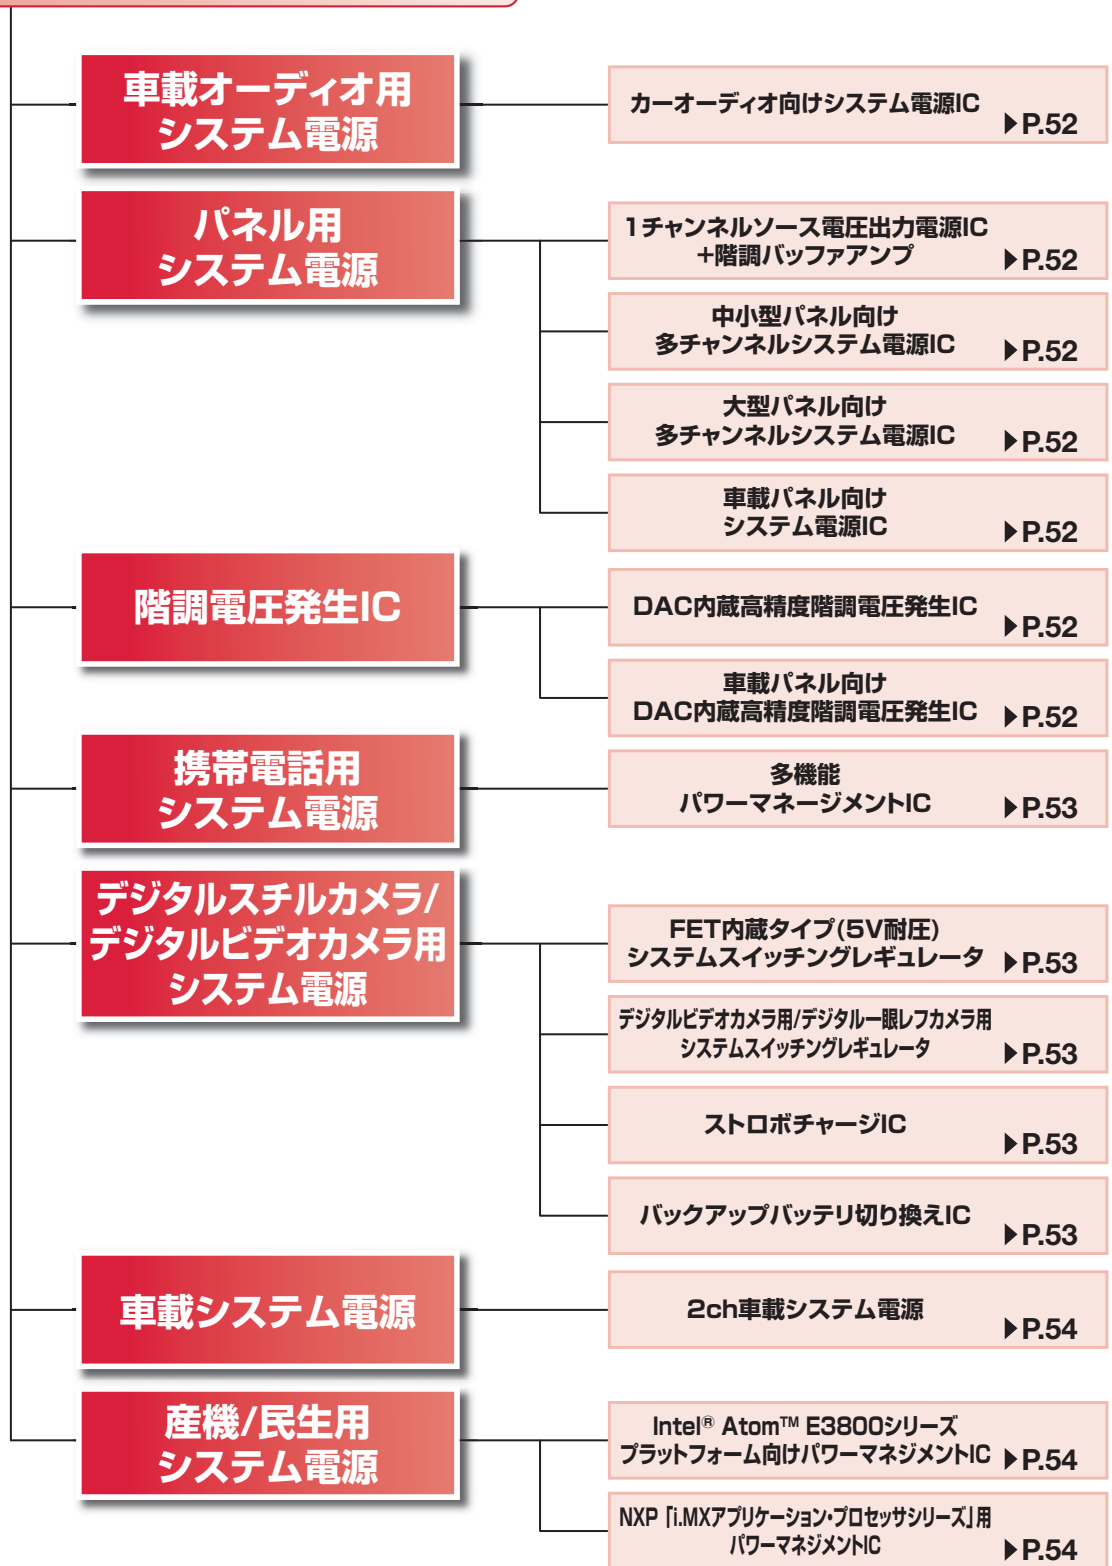 車載オーディオ用
システム電源
カーオーディオ向けシステム電源IC
▶P.52
パネル用
システム電源
1チャンネルソース電圧出力電源IC
+階調バッファアンプ
▶P.52
中小型パネル向け
多チャンネルシステム電源IC
▶P.52
大型パネル向け
多チャンネルシステム電源IC
▶P.52
車載パネル向け
システム電源IC
▶P.52
階調電圧発生IC
DAC内蔵高精度階調電圧発生IC
▶P.52
車載パネル向け
DAC内蔵高精度階調電圧発生IC
▶P.52
携帯電話用
システム電源
多機能
パワーマネージメントIC
▶P.53
デジタルスチルカメラ/
デジタルビデオカメラ用
システム電源
FET内蔵タイプ(5V耐圧)
システムスイッチングレギュレータ
▶P.53
デジタルビデオカメラ用/デジタル一眼レフカメラ用
システムスイッチングレギュレータ
▶P.53
ストロボチャージIC
▶P.53
バックアップバッテリ切り換えIC
▶P.53
車載システム電源
2ch車載システム電源
▶P.54
産機/民生用
システム電源
Intel® Atom™ E3800シリーズ
プラットフォーム向けパワーマネジメントIC
▶P.54
NXP「i.MXアプリケーション・プロセッサシリーズ」用
パワーマネジメントIC
▶P.54